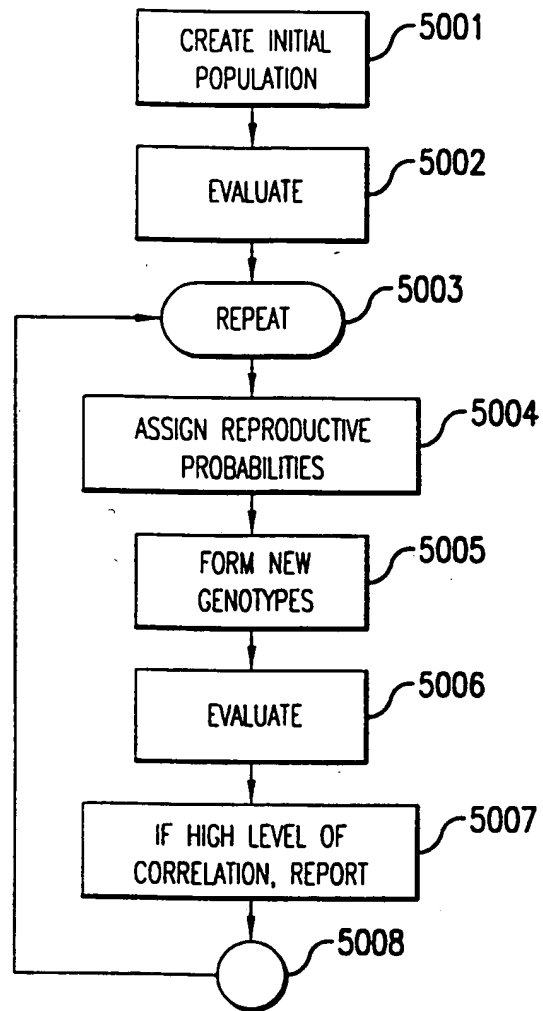 CREATE INITIAL
POPULATION
5001
EVALUATE
5002
REPEAT
5003
ASSIGN REPRODUCTIVE
PROBABILITIES
5004
FORM NEW
GENOTYPES
5005
EVALUATE
5006
IF HIGH LEVEL OF
CORRELATION, REPORT
5007
5008